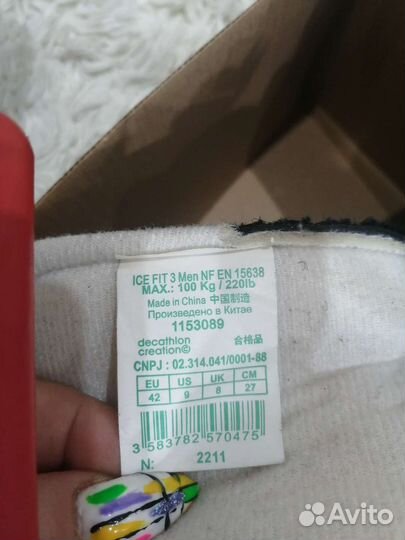 ICE FIT 3 Men NF EN 15638
MAX.: 100 Kg / 220lb
Made in China 中国制造
Произведено в Китае
1153089
decathlon 合格品
creation©
CNPJ : 02.314.041/0001-88
EU US UK CM
42 9 8 27
3 583782 570475
N: 2211
Avito